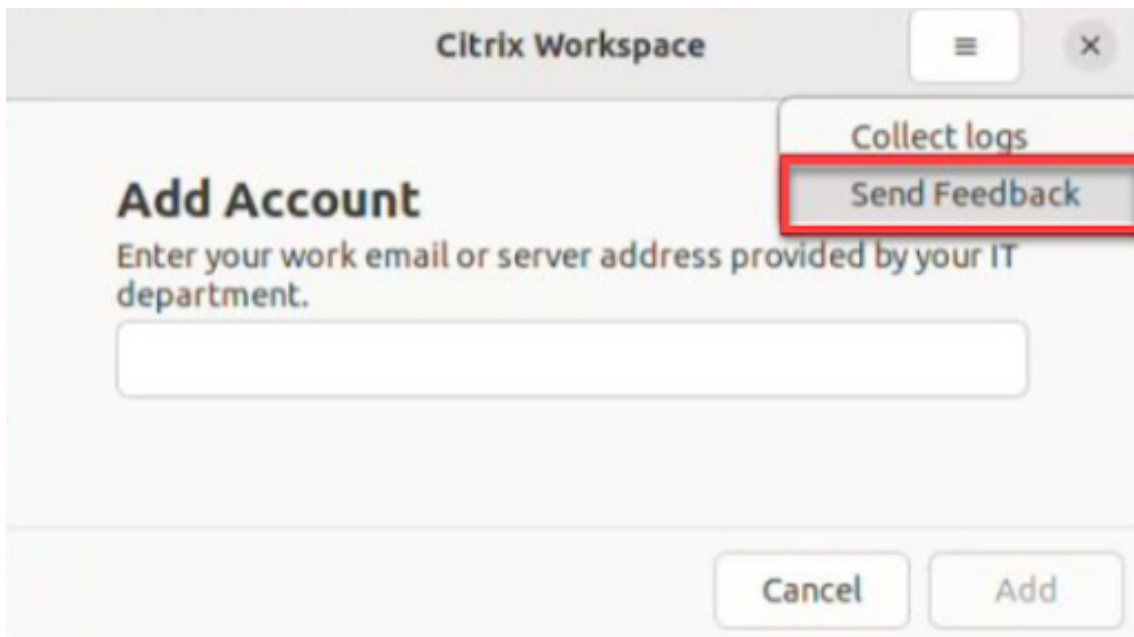 Citrix Workspace
Collect logs
Send Feedback
Add Account
Enter your work email or server address provided by your IT
department.
Cancel
Add